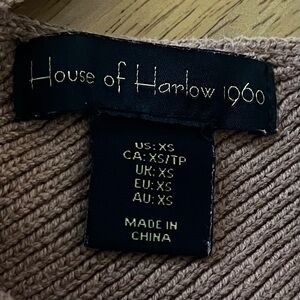 House of Harlow 1960
US: XS
CA: XS/TP
UK: XS
EU: XS
AU: XS
MADE IN
CHINA